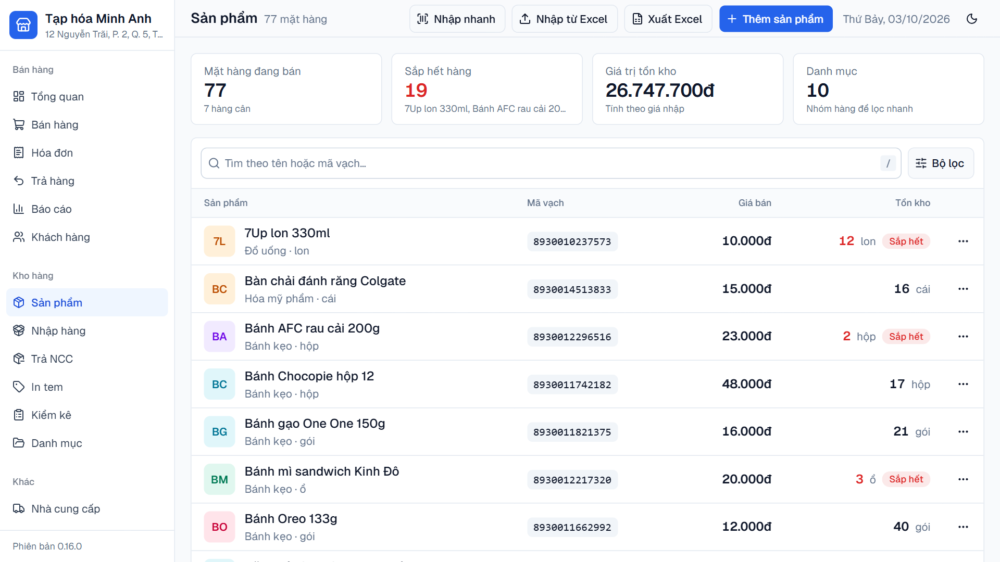 Tạp hóa Minh Anh
12 Nguyễn Trãi, P. 2, Q. 5, T...
Bán hàng
Tổng quan
Bán hàng
Hóa đơn
Trả hàng
Báo cáo
Khách hàng
Kho hàng
Sản phẩm
Nhập hàng
Trả NCC
In tem
Kiểm kê
Danh mục
Khác
Nhà cung cấp
Phiên bản 0.16.0
Sản phẩm 77 mặt hàng
Nhập nhanh
Nhập từ Excel
Xuất Excel
Thêm sản phẩm
Thứ Bảy, 03/10/2026
Mặt hàng đang bán
77
7 hàng cân
Sắp hết hàng
19
7Up lon 330ml, Bánh AFC rau cải 20...
Giá trị tồn kho
26.747.700đ
Tính theo giá nhập
Danh mục
10
Nhóm hàng để lọc nhanh
Tìm theo tên hoặc mã vạch... /
Bộ lọc
Sản phẩm Mã vạch Giá bán Tồn kho
7L 7Up lon 330ml 8930010237573 10.000đ 12 lon Sắp hết
Đồ uống · lon
BC Bàn chải đánh răng Colgate 8930014513833 15.000đ 16 cái
Hóa mỹ phẩm · cái
BA Bánh AFC rau cải 200g 8930012296516 23.000đ 2 hộp Sắp hết
Bánh kẹo · hộp
BC Bánh Chocopie hộp 12 8930011742182 48.000đ 17 hộp
Bánh kẹo · hộp
BG Bánh gạo One One 150g 8930011821375 16.000đ 21 gói
Bánh kẹo · gói
BM Bánh mì sandwich Kinh Đô 8930012217320 20.000đ 3 ổ Sắp hết
Bánh kẹo · ổ
BO Bánh Oreo 133g 8930011662992 12.000đ 40 gói
Bánh kẹo · gói